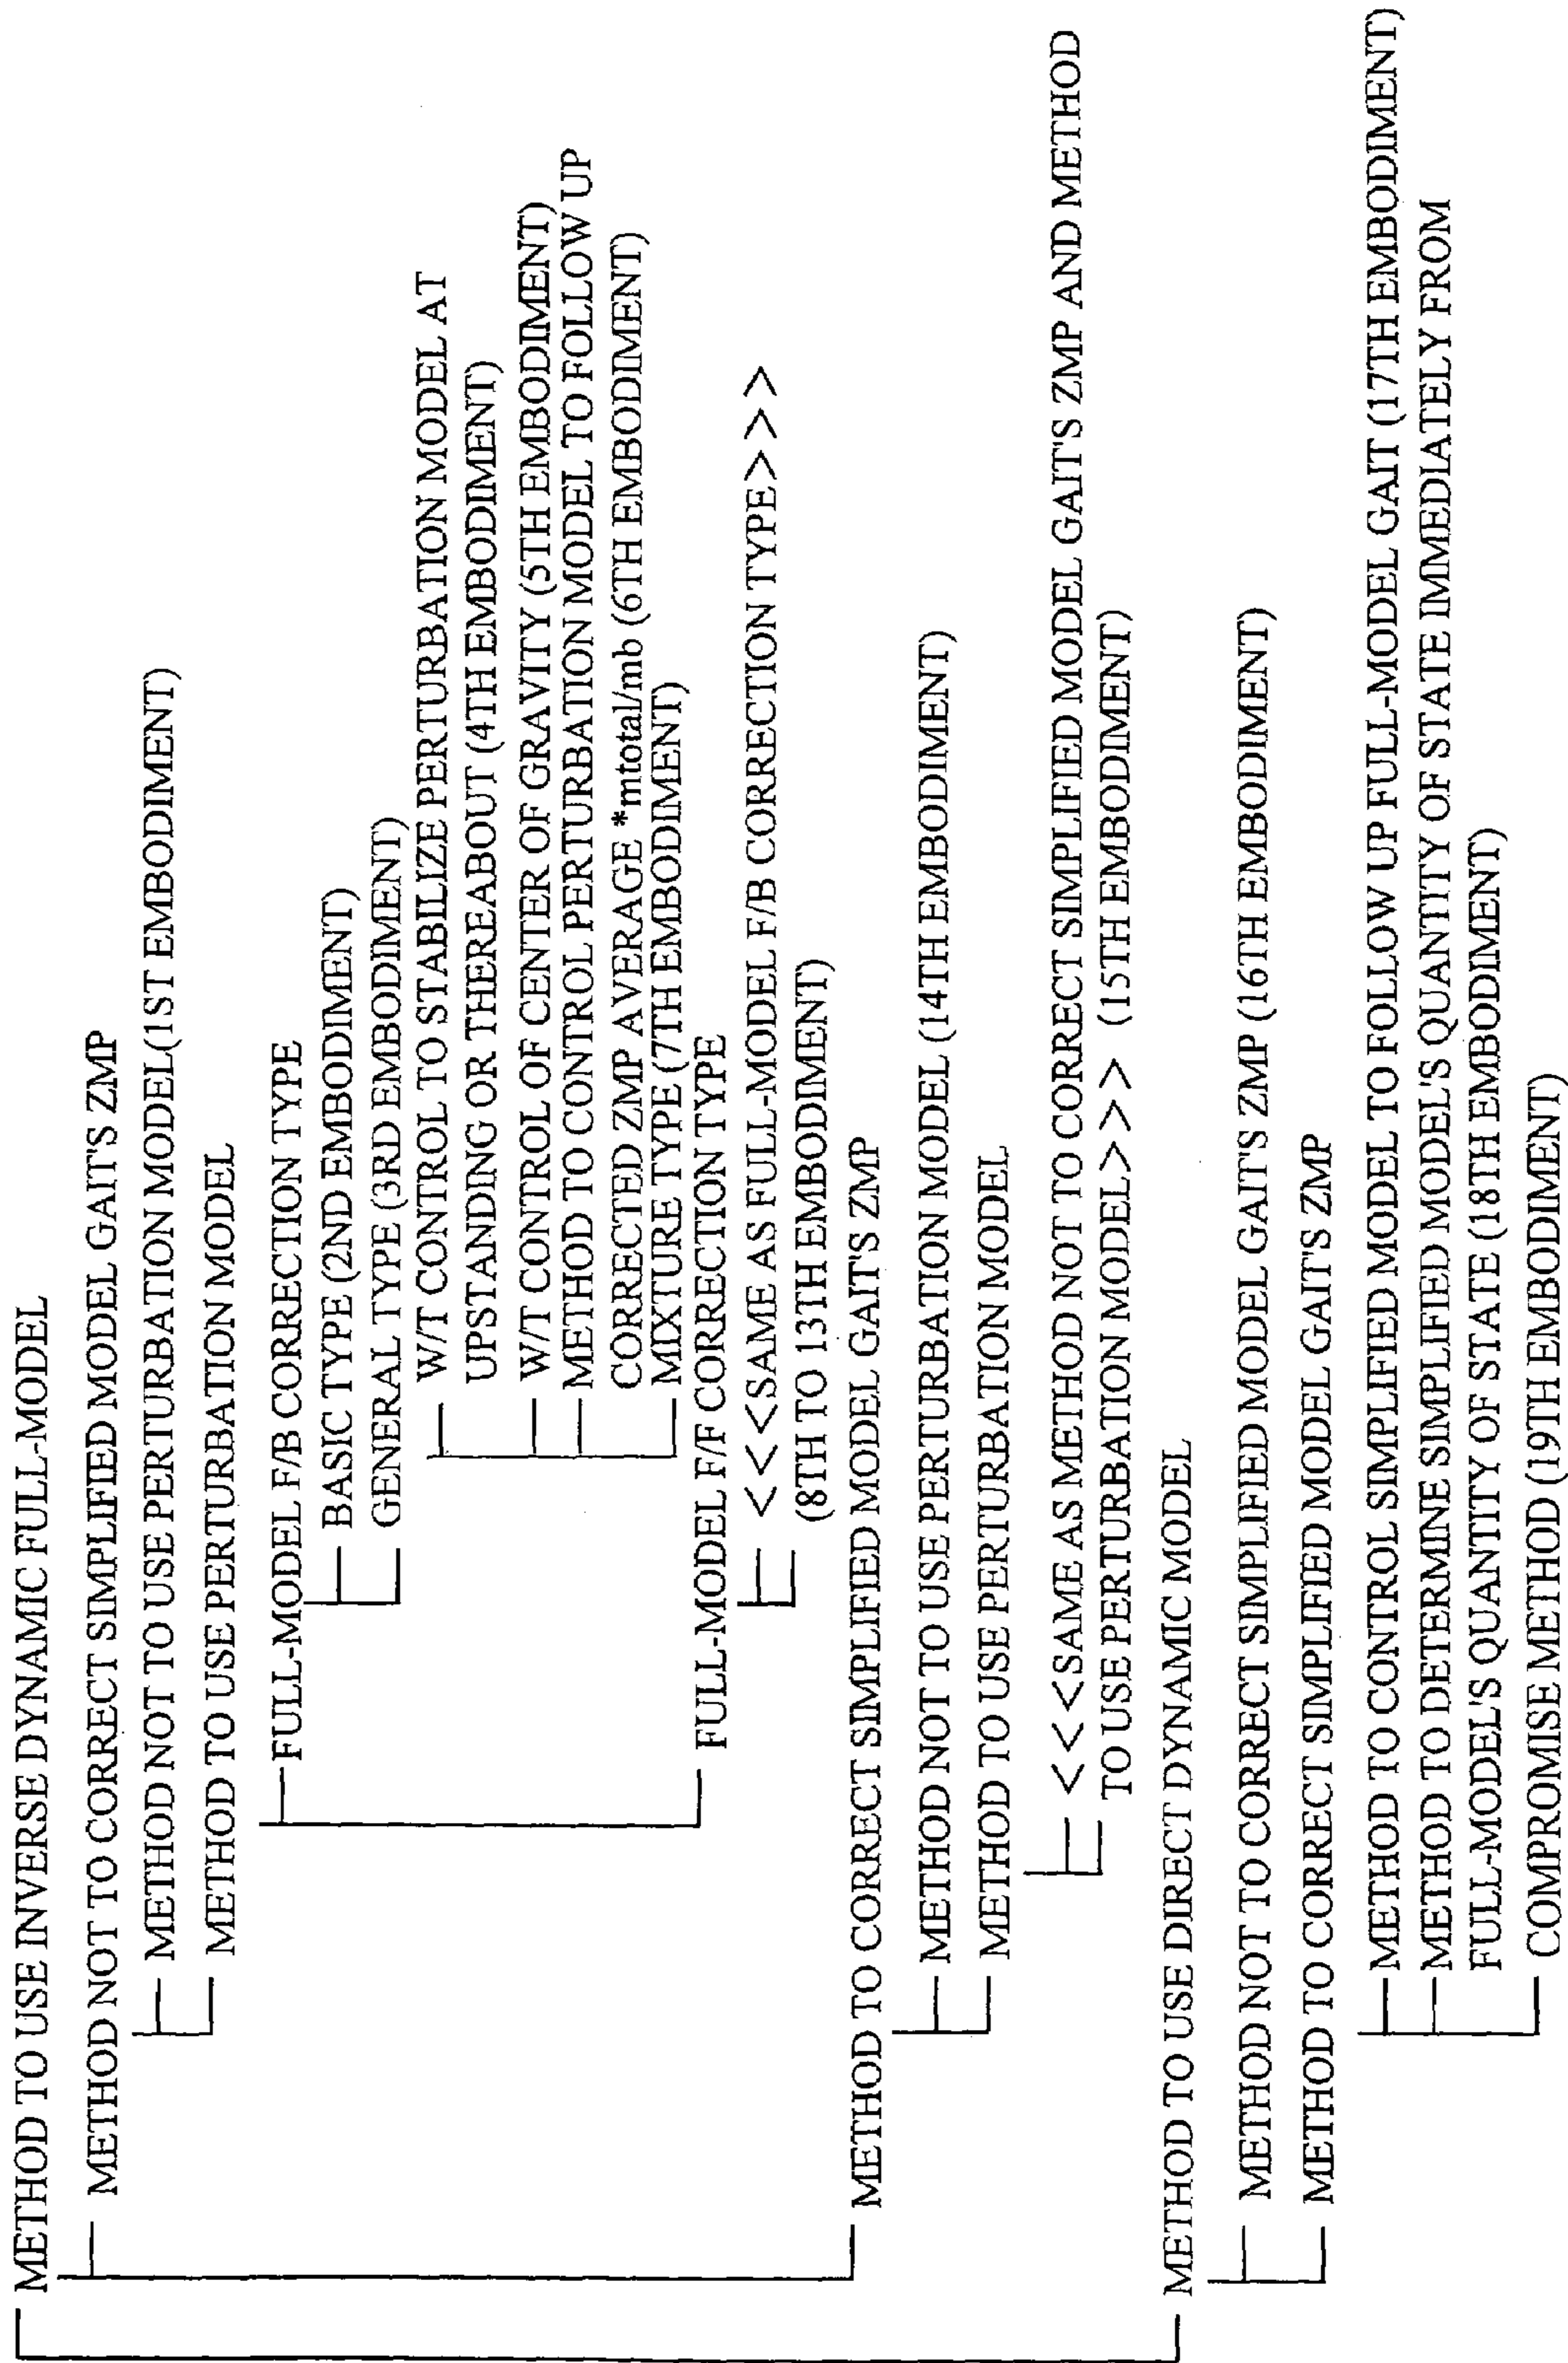 METHOD TO USE INVERSE DYNAMIC FULL-MODEL
METHOD NOT TO CORRECT SIMPLIFIED MODEL GAIT'S ZMP
METHOD NOT TO USE PERTURBATION MODEL(1ST EMBODIMENT)
METHOD TO USE PERTURBATION MODEL
FULL-MODEL F/B CORRECTION TYPE
BASIC TYPE (2ND EMBODIMENT)
GENERAL TYPE (3RD EMBODIMENT)
W/T CONTROL TO STABILIZE PERTURBATION MODEL AT
UPSTANDING OR THEREABOUT (4TH EMBODIMENT)
W/T CONTROL OF CENTER OF GRAVITY (5TH EMBODIMENT)
METHOD TO CONTROL PERTURBATION MODEL TO FOLLOW UP
CORRECTED ZMP AVERAGE *mtotal/mb (6TH EMBODIMENT)
MIXTURE TYPE (7TH EMBODIMENT)
FULL-MODEL F/F CORRECTION TYPE
<<<SAME AS FULL-MODEL F/B CORRECTION TYPE>>>
(8TH TO 13TH EMBODIMENT)
METHOD TO CORRECT SIMPLIFIED MODEL GAIT'S ZMP
METHOD NOT TO USE PERTURBATION MODEL (14TH EMBODIMENT)
METHOD TO USE PERTURBATION MODEL
<<<SAME AS METHOD NOT TO CORRECT SIMPLIFIED MODEL GAIT'S ZMP AND METHOD
TO USE PERTURBATION MODEL>>> (15TH EMBODIMENT)
METHOD TO USE DIRECT DYNAMIC MODEL
METHOD NOT TO CORRECT SIMPLIFIED MODEL GAIT'S ZMP (16TH EMBODIMENT)
METHOD TO CORRECT SIMPLIFIED MODEL GAIT'S ZMP
METHOD TO CONTROL SIMPLIFIED MODEL TO FOLLOW UP FULL-MODEL GAIT (17TH EMBODIMENT)
METHOD TO DETERMINE SIMPLIFIED MODEL'S QUANTITY OF STATE IMMEDIATELY FROM
FULL-MODEL'S QUANTITY OF STATE (18TH EMBODIMENT)
COMPROMISE METHOD (19TH EMBODIMENT)